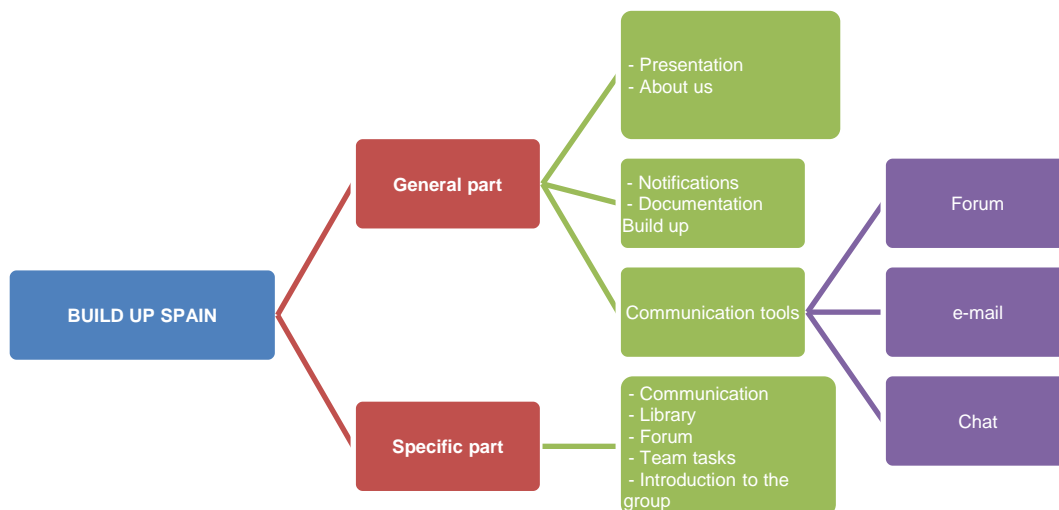 - Presentation
- About us
General part
- Notifications
- Documentation
Build up
Forum
BUILD UP SPAIN
Communication tools
e-mail
Specific part
- Communication
- Library
- Forum
- Team tasks
- Introduction to the
group
Chat